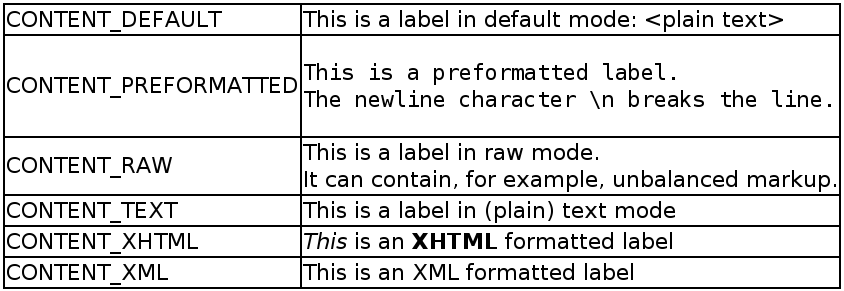 CONTENT_DEFAULT This is a label in default mode: <plain text>
CONTENT_PREFORMATTED This is a preformatted label.
The newline character \n breaks the line.
CONTENT_RAW This is a label in raw mode.
It can contain, for example, unbalanced markup.
CONTENT_TEXT This is a label in (plain) text mode
CONTENT_XHTML This is an XHTML formatted label
CONTENT_XML This is an XML formatted label